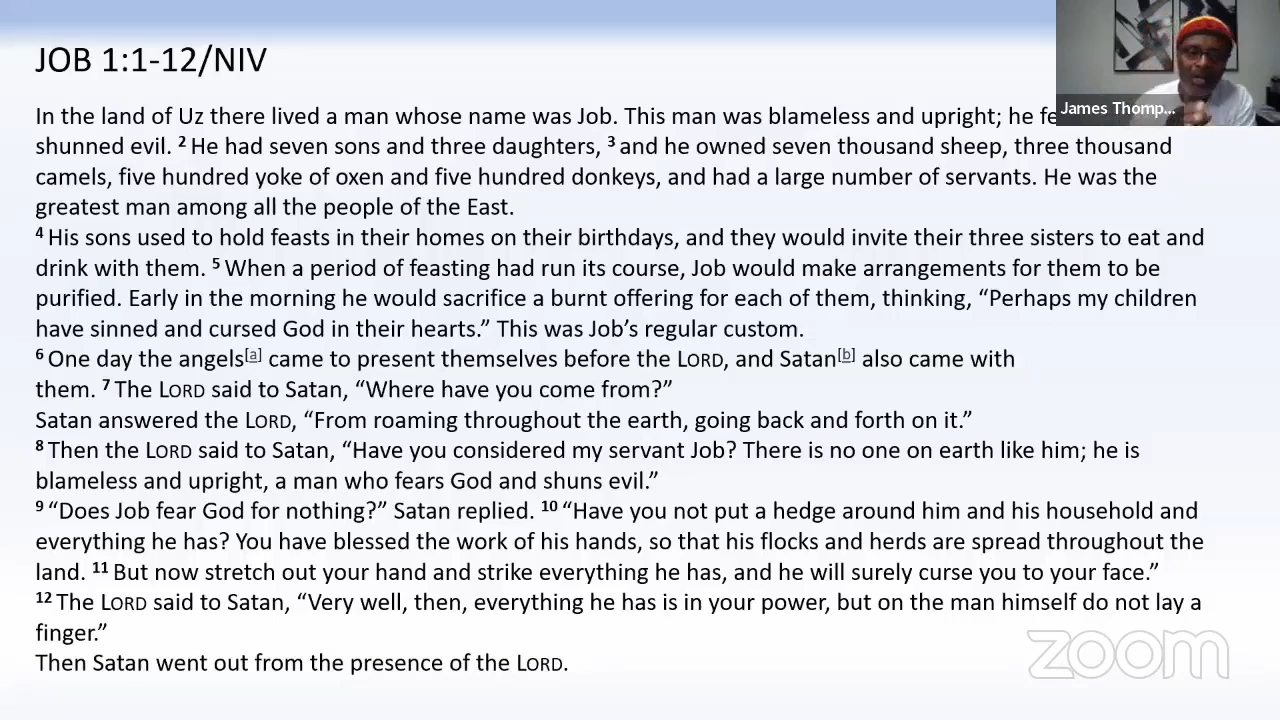 JOB 1:1-12/NIV
James Thomp...
In the land of Uz there lived a man whose name was Job. This man was blameless and upright; he
shunned evil. 2 He had seven sons and three daughters, 3 and he owned seven thousand sheep, three thousand
camels, five hundred yoke of oxen and five hundred donkeys, and had a large number of servants. He was the
greatest man among all the people of the East.
4 His sons used to hold feasts in their homes on their birthdays, and they would invite their three sisters to eat and
drink with them. 5 When a period of feasting had run its course, Job would make arrangements for them to be
purified. Early in the morning he would sacrifice a burnt offering for each of them, thinking, “Perhaps my children
have sinned and cursed God in their hearts.” This was Job’s regular custom.
6 One day the angels[a] came to present themselves before the LORD, and Satan[b] also came with
them. 7 The LORD said to Satan, “Where have you come from?”
Satan answered the LORD, “From roaming throughout the earth, going back and forth on it.”
8 Then the LORD said to Satan, “Have you considered my servant Job? There is no one on earth like him; he is
blameless and upright, a man who fears God and shuns evil.”
9 “Does Job fear God for nothing?” Satan replied. 10 “Have you not put a hedge around him and his household and
everything he has? You have blessed the work of his hands, so that his flocks and herds are spread throughout the
land. 11 But now stretch out your hand and strike everything he has, and he will surely curse you to your face.”
12 The LORD said to Satan, “Very well, then, everything he has is in your power, but on the man himself do not lay a
finger.”
Then Satan went out from the presence of the LORD.
zoom